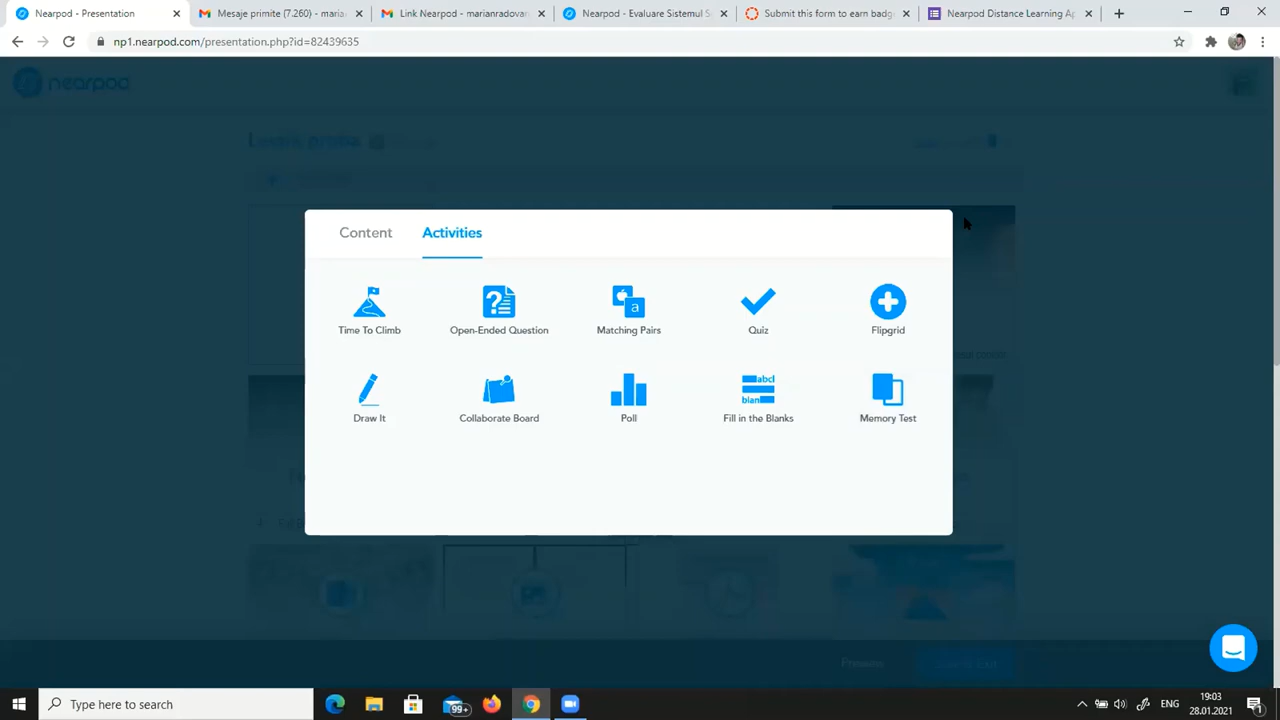 Nearpod - Presentation
Mesaje primite (7.260) - maria
Link Nearpod - marianradovan
Nearpod - Evaluare Sistemul S
Submit this form to earn badg
Nearpod Distance Learning Ap
np1.nearpod.com/presentation.php?id=82439635
nearpod
Content
Activities
Time To Climb
Open-Ended Question
Matching Pairs
Quiz
Flipgrid
Draw It
Collaborate Board
Poll
Fill in the Blanks
Memory Test
Preview
Type here to search
99+
ENG
19:03
28.01.2021